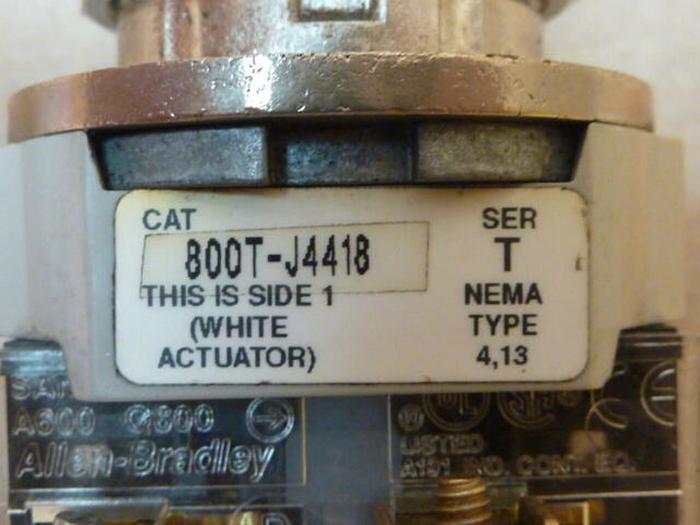 CAT SER
800T-J4418 T
THIS IS SIDE 1 NEMA
(WHITE TYPE
ACTUATOR) 4,13
A600 Q600
Allen-Bradley
UL
LISTED
A191 IND. CONT. EQ.